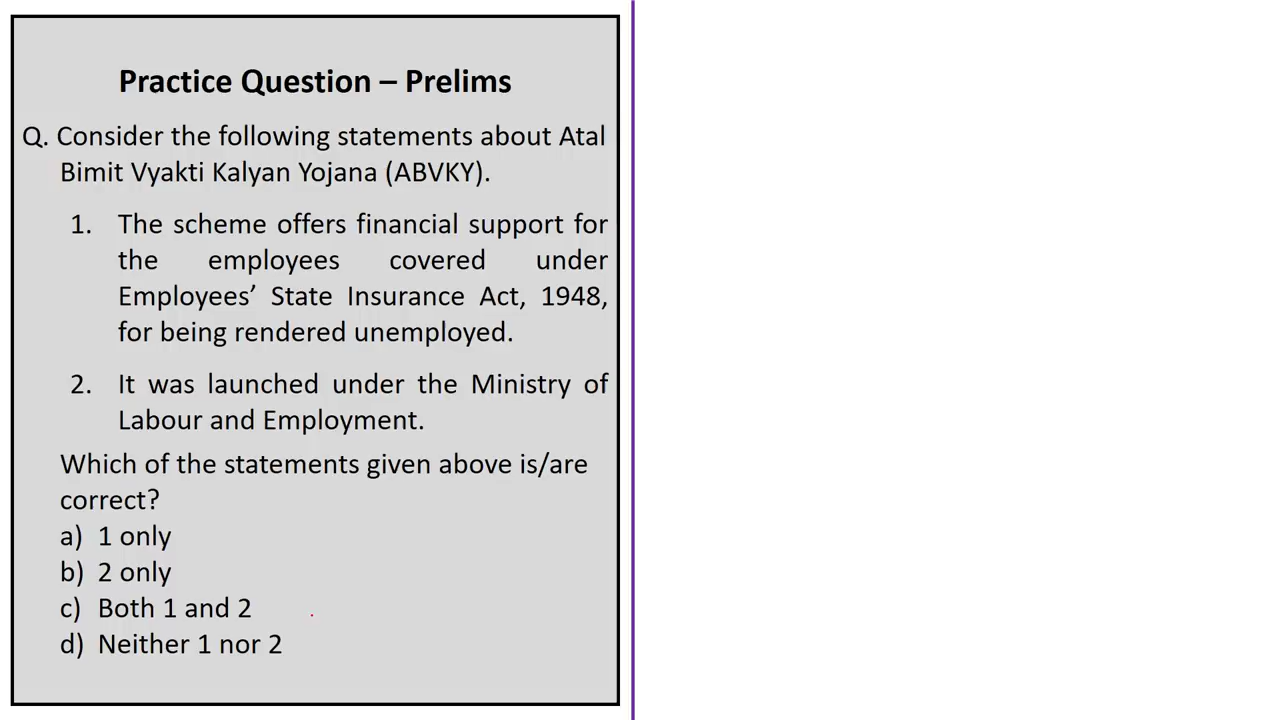 Practice Question – Prelims
Q. Consider the following statements about Atal
Bimit Vyakti Kalyan Yojana (ABVKY).
1. The scheme offers financial support for
the employees covered under
Employees’ State Insurance Act, 1948,
for being rendered unemployed.
2. It was launched under the Ministry of
Labour and Employment.
Which of the statements given above is/are
correct?
a) 1 only
b) 2 only
c) Both 1 and 2
d) Neither 1 nor 2